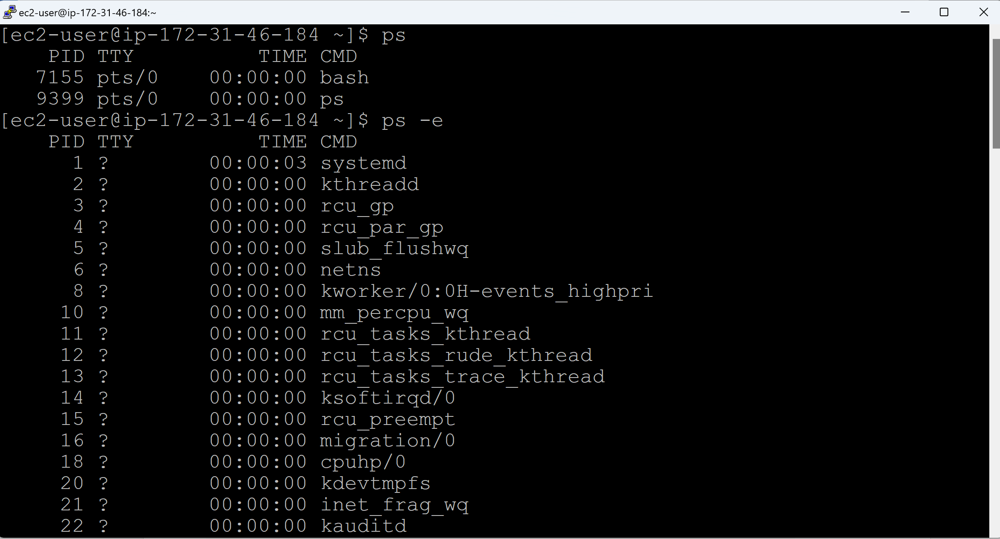 ec2-user@ip-172-31-46-184:~
[ec2-user@ip-172-31-46-184 ~]$ ps
    PID TTY          TIME CMD
   7155 pts/0    00:00:00 bash
   9399 pts/0    00:00:00 ps
[ec2-user@ip-172-31-46-184 ~]$ ps -e
    PID TTY          TIME CMD
      1 ?        00:00:03 systemd
      2 ?        00:00:00 kthreadd
      3 ?        00:00:00 rcu_gp
      4 ?        00:00:00 rcu_par_gp
      5 ?        00:00:00 slub_flushwq
      6 ?        00:00:00 netns
      8 ?        00:00:00 kworker/0:0H-events_highpri
     10 ?        00:00:00 mm_percpu_wq
     11 ?        00:00:00 rcu_tasks_kthread
     12 ?        00:00:00 rcu_tasks_rude_kthread
     13 ?        00:00:00 rcu_tasks_trace_kthread
     14 ?        00:00:00 ksoftirqd/0
     15 ?        00:00:00 rcu_preempt
     16 ?        00:00:00 migration/0
     18 ?        00:00:00 cpuhp/0
     20 ?        00:00:00 kdevtmpfs
     21 ?        00:00:00 inet_frag_wq
     22 ?        00:00:00 kauditd